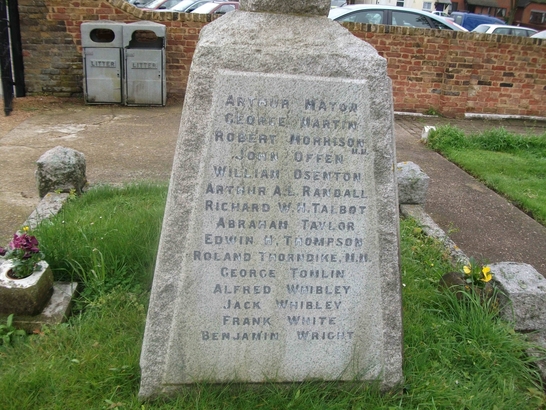 LITTER
LITTER
ARTHUR MATOR
GEORGE MARTIN
ROBERT MORRISON M.M.
JOHN OFFEN
WILLIAM OSENTON
ARTHUR A.L. RANDALL
RICHARD W.H. TALBOT
ABRAHAM TAYLOR
EDWIN H. THOMPSON
ROLAND THORNDIKE, M.M.
GEORGE TOMLIN
ALFRED WHIBLEY
JACK WHIBLEY
FRANK WHITE
BENJAMIN WRIGHT